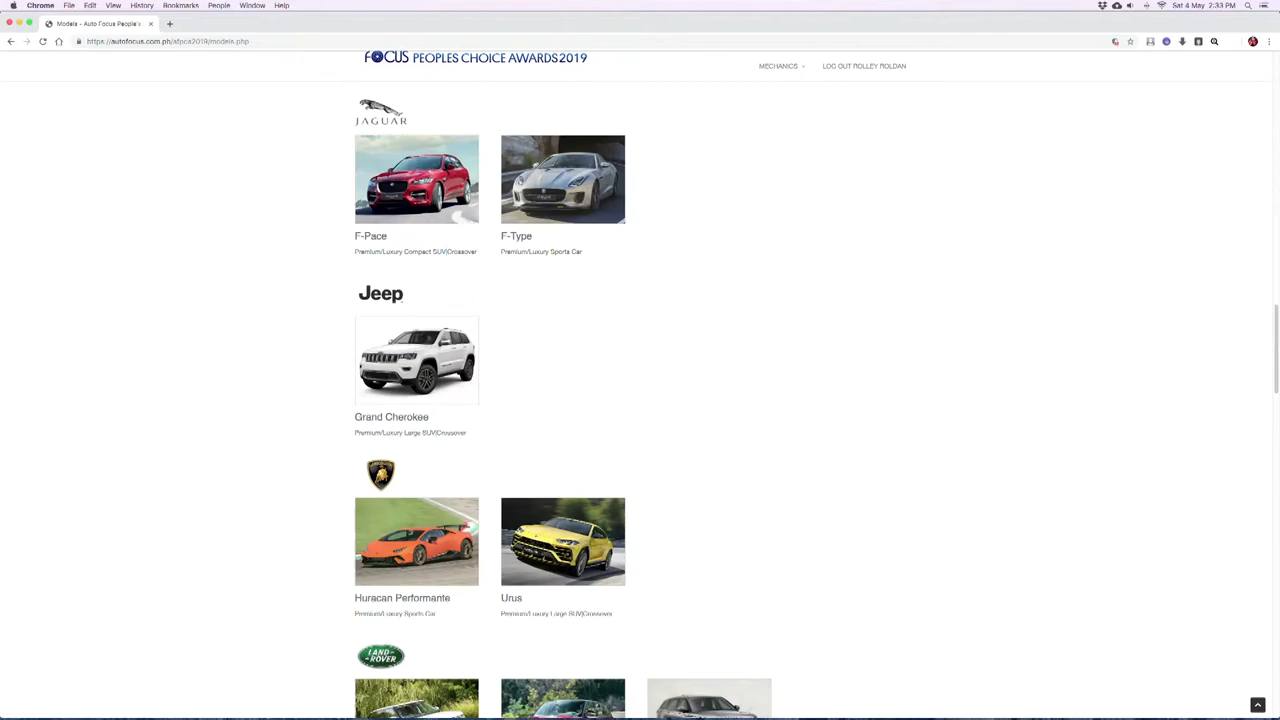 Chrome File Edit View History Bookmarks People Window Help Sat 4 May 2:33 PM
Models - Auto Focus People's
https://autofocus.com.ph/afpca2019/models.php
FOCUS PEOPLES CHOICE AWARDS 2019
MECHANICS LOG OUT ROLLEY ROLDAN
JAGUAR
F-Pace F-Type
Premium/Luxury Compact SUV|Crossover Premium/Luxury Sports Car
Jeep
Grand Cherokee
Premium/Luxury Large SUV|Crossover
Huracan Performante Urus
Premium/Luxury Sports Car Premium/Luxury Large SUV|Crossover
LAND ROVER